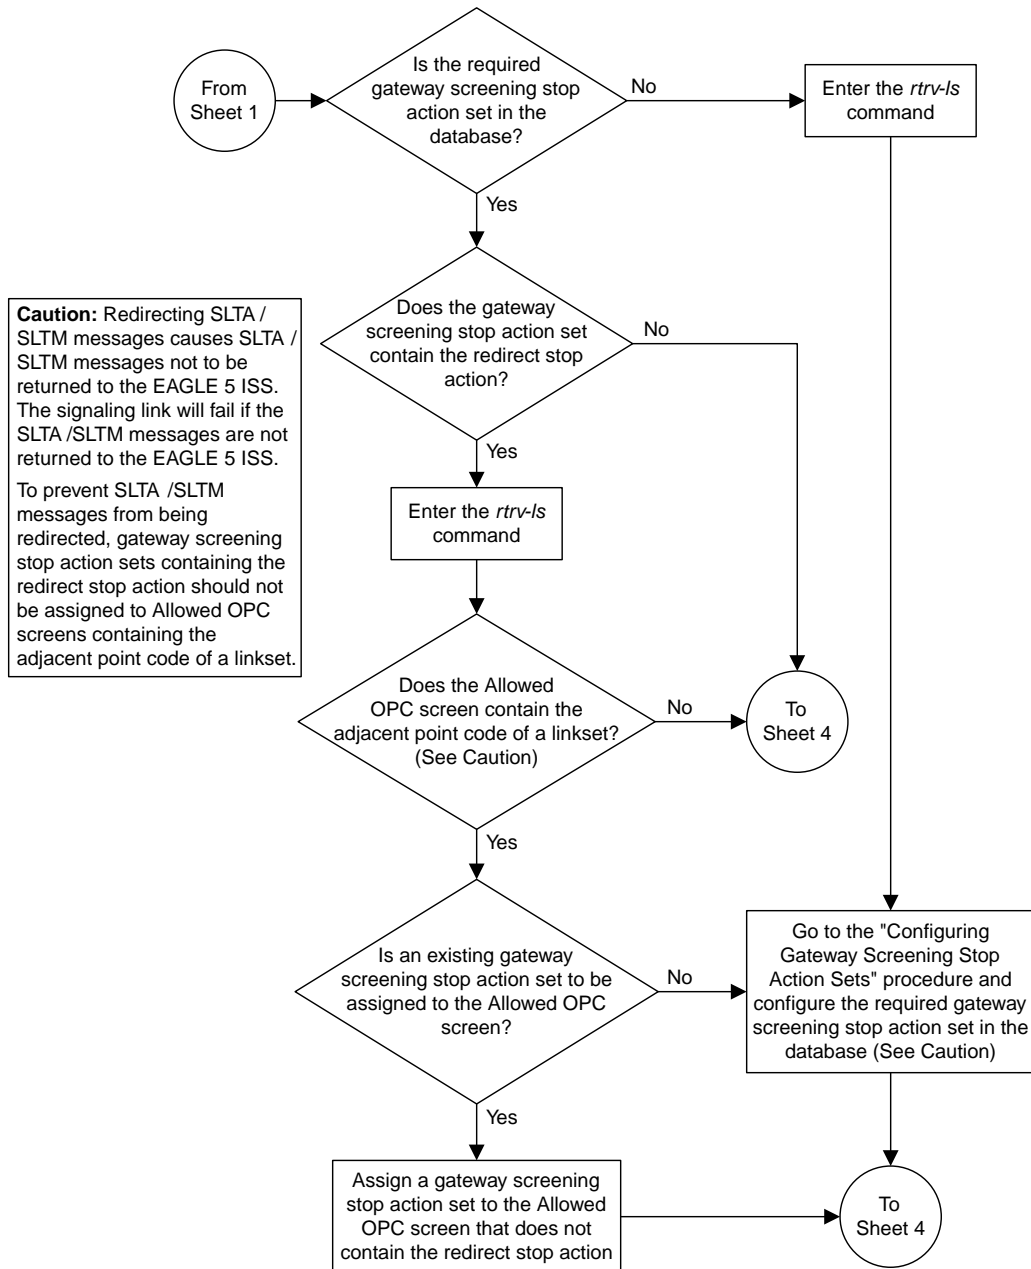 From
Sheet 1
Is the required
gateway screening stop
action set in the
database?
No
Enter the rtrv-ls
command
Yes
Does the gateway
screening stop action set
contain the redirect stop
action?
No
Yes
Caution: Redirecting SLTA /
SLTM messages causes SLTA /
SLTM messages not to be
returned to the EAGLE 5 ISS.
The signaling link will fail if the
SLTA /SLTM messages are not
returned to the EAGLE 5 ISS.
To prevent SLTA /SLTM
messages from being
redirected, gateway screening
stop action sets containing the
redirect stop action should not
be assigned to Allowed OPC
screens containing the
adjacent point code of a linkset.
Enter the rtrv-ls
command
Does the Allowed
OPC screen contain the
adjacent point code of a linkset?
(See Caution)
No
To
Sheet 4
Yes
Is an existing gateway
screening stop action set to be
assigned to the Allowed OPC
screen?
No
Go to the "Configuring
Gateway Screening Stop
Action Sets" procedure and
configure the required gateway
screening stop action set in the
database (See Caution)
Yes
Assign a gateway screening
stop action set to the Allowed
OPC screen that does not
contain the redirect stop action
To
Sheet 4